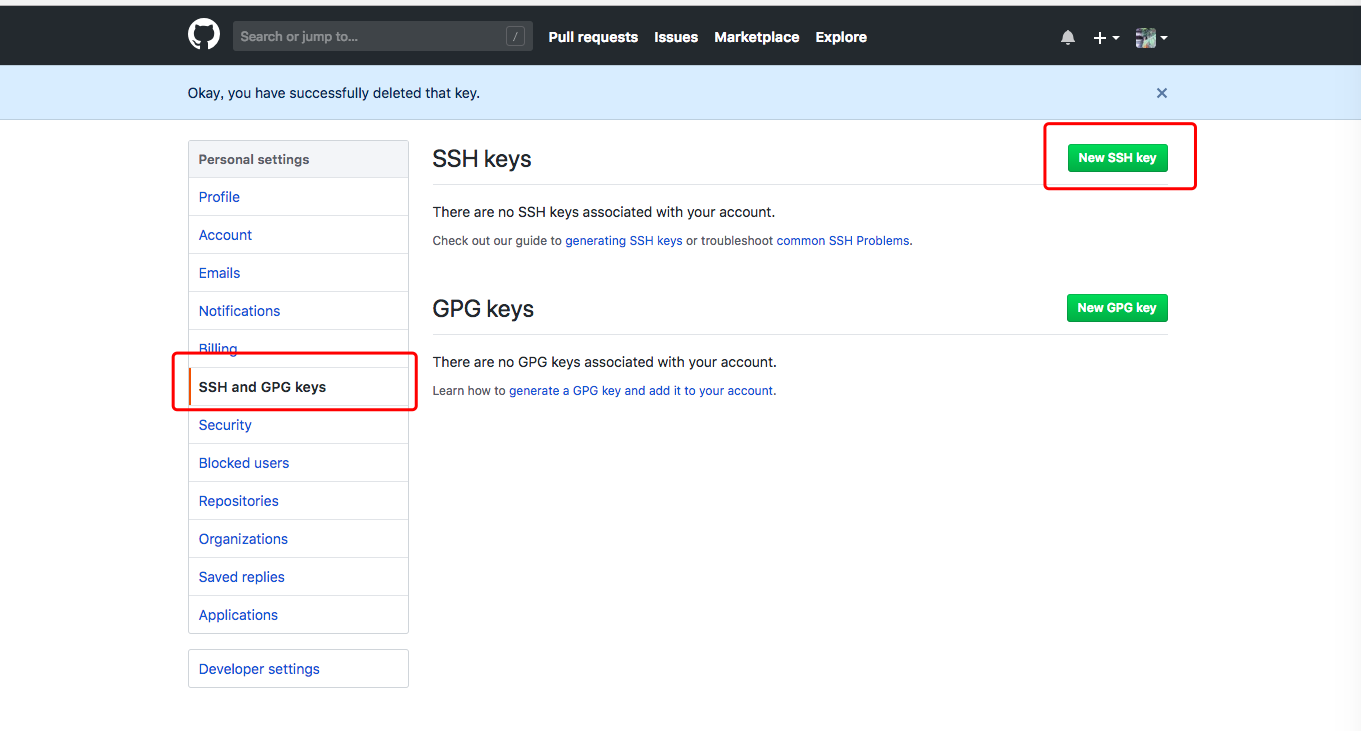 Search or jump to... /
Pull requests Issues Marketplace Explore
Okay, you have successfully deleted that key.
Personal settings
Profile
Account
Emails
Notifications
Billing
SSH and GPG keys
Security
Blocked users
Repositories
Organizations
Saved replies
Applications
Developer settings
SSH keys
New SSH key
There are no SSH keys associated with your account.
Check out our guide to generating SSH keys or troubleshoot common SSH Problems.
GPG keys
New GPG key
There are no GPG keys associated with your account.
Learn how to generate a GPG key and add it to your account.